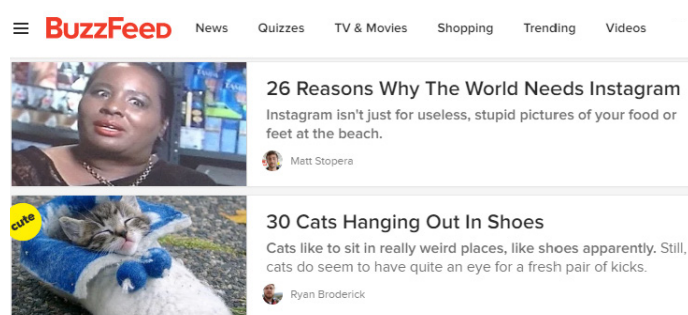 BuzzFeed News Quizzes TV & Movies Shopping Trending Videos
26 Reasons Why The World Needs Instagram
Instagram isn't just for useless, stupid pictures of your food or
feet at the beach.
Matt Stopera
cute
30 Cats Hanging Out In Shoes
Cats like to sit in really weird places, like shoes apparently. Still,
cats do seem to have quite an eye for a fresh pair of kicks.
Ryan Broderick